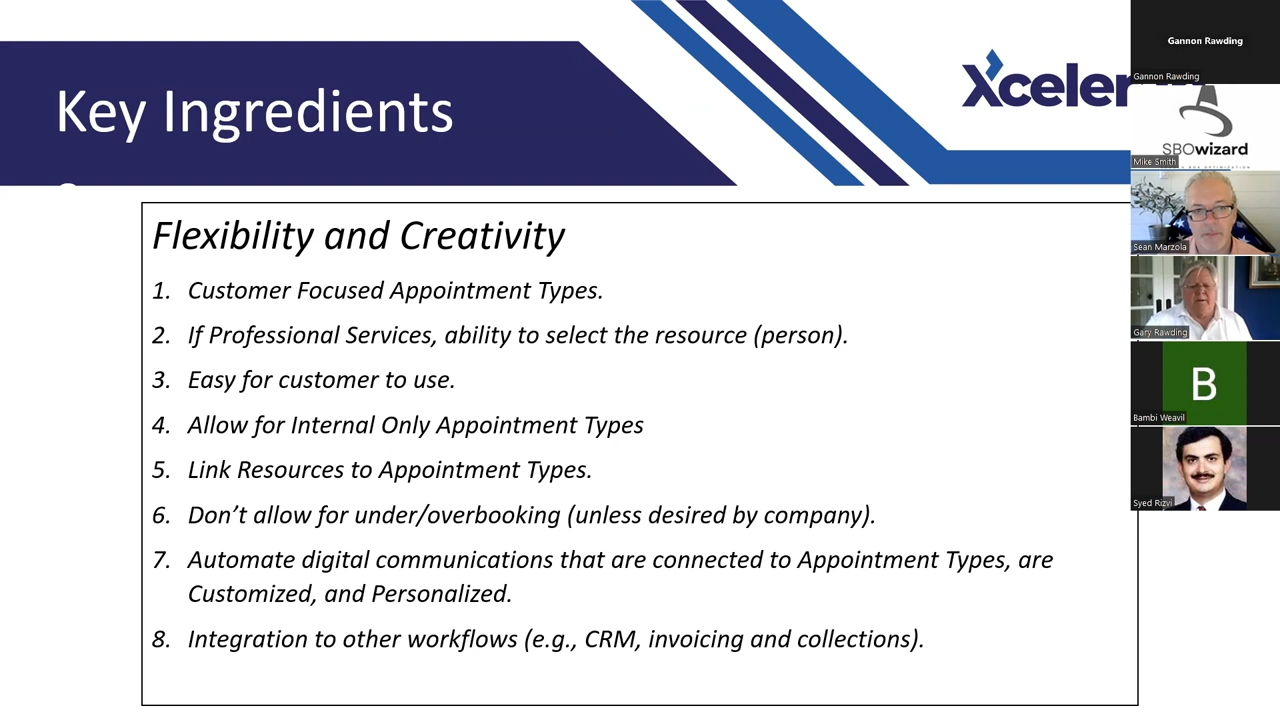 Key Ingredients
Xceler
Flexibility and Creativity
1. Customer Focused Appointment Types.
2. If Professional Services, ability to select the resource (person).
3. Easy for customer to use.
4. Allow for Internal Only Appointment Types
5. Link Resources to Appointment Types.
6. Don’t allow for under/overbooking (unless desired by company).
7. Automate digital communications that are connected to Appointment Types, are
Customized, and Personalized.
8. Integration to other workflows (e.g., CRM, invoicing and collections).
Gannon Rawding
Gannon Rawding
SBOwizard
Mike Smith
Sean Marzola
Gary Rawding
B
Bambi Weavil
Syed Rizvi